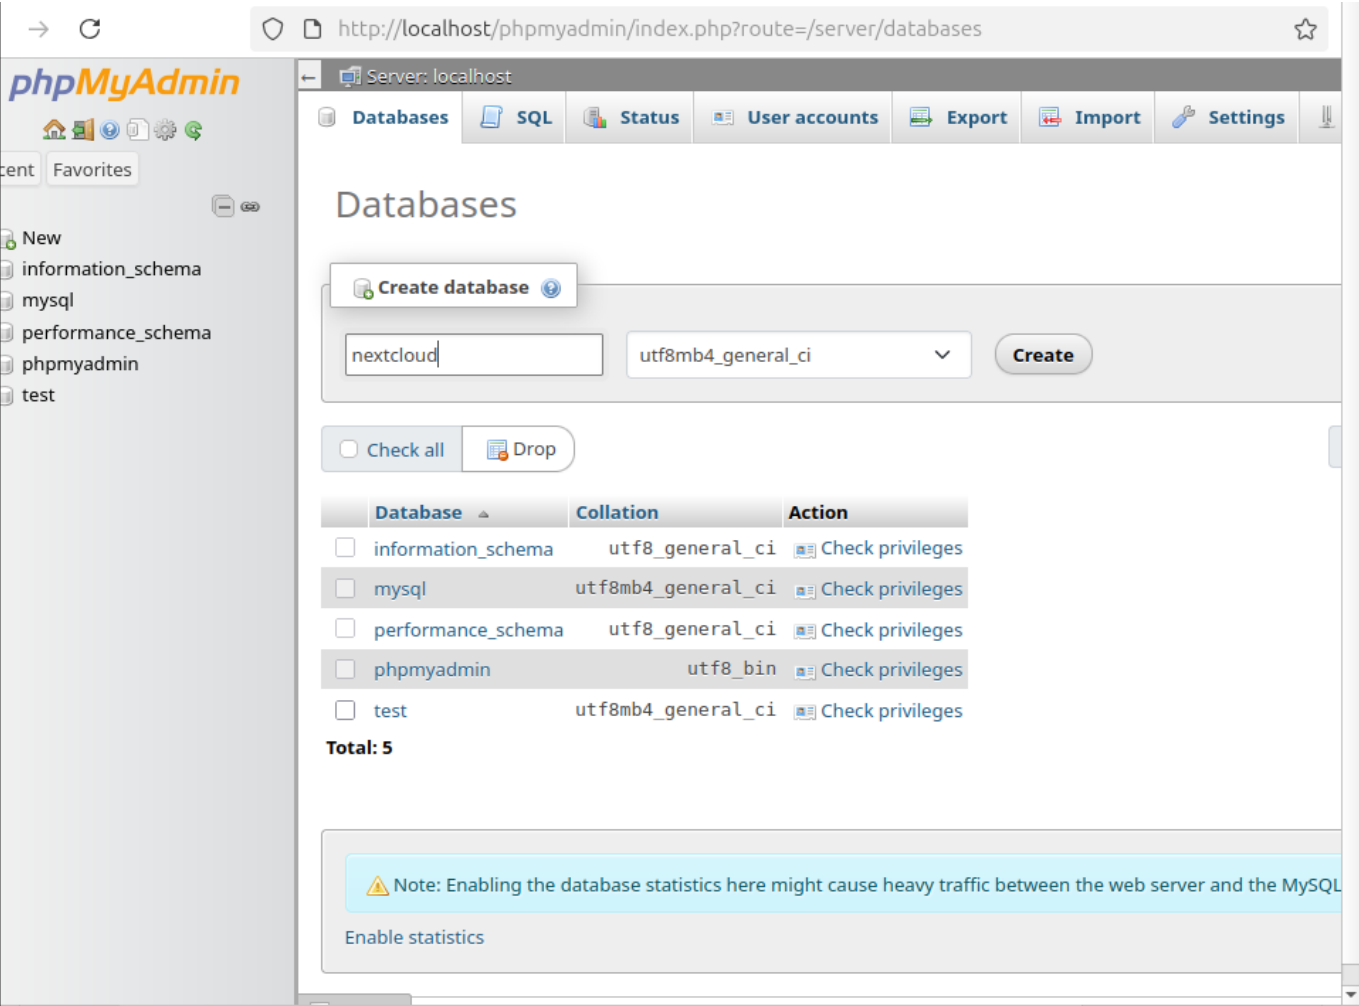 http://localhost/phpmyadmin/index.php?route=/server/databases
phpMyAdmin
cent Favorites
New
information_schema
mysql
performance_schema
phpmyadmin
test
Server: localhost
Databases SQL Status User accounts Export Import Settings
Databases
Create database
nextcloud utf8mb4_general_ci Create
Check all Drop
Database Collation Action
information_schema utf8_general_ci Check privileges
mysql utf8mb4_general_ci Check privileges
performance_schema utf8_general_ci Check privileges
phpmyadmin utf8_bin Check privileges
test utf8mb4_general_ci Check privileges
Total: 5
Note: Enabling the database statistics here might cause heavy traffic between the web server and the MySQL
Enable statistics